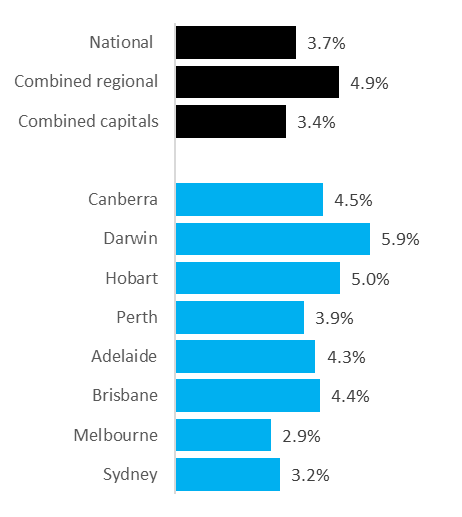 National 3.7%
Combined regional 4.9%
Combined capitals 3.4%
Canberra 4.5%
Darwin 5.9%
Hobart 5.0%
Perth 3.9%
Adelaide 4.3%
Brisbane 4.4%
Melbourne 2.9%
Sydney 3.2%